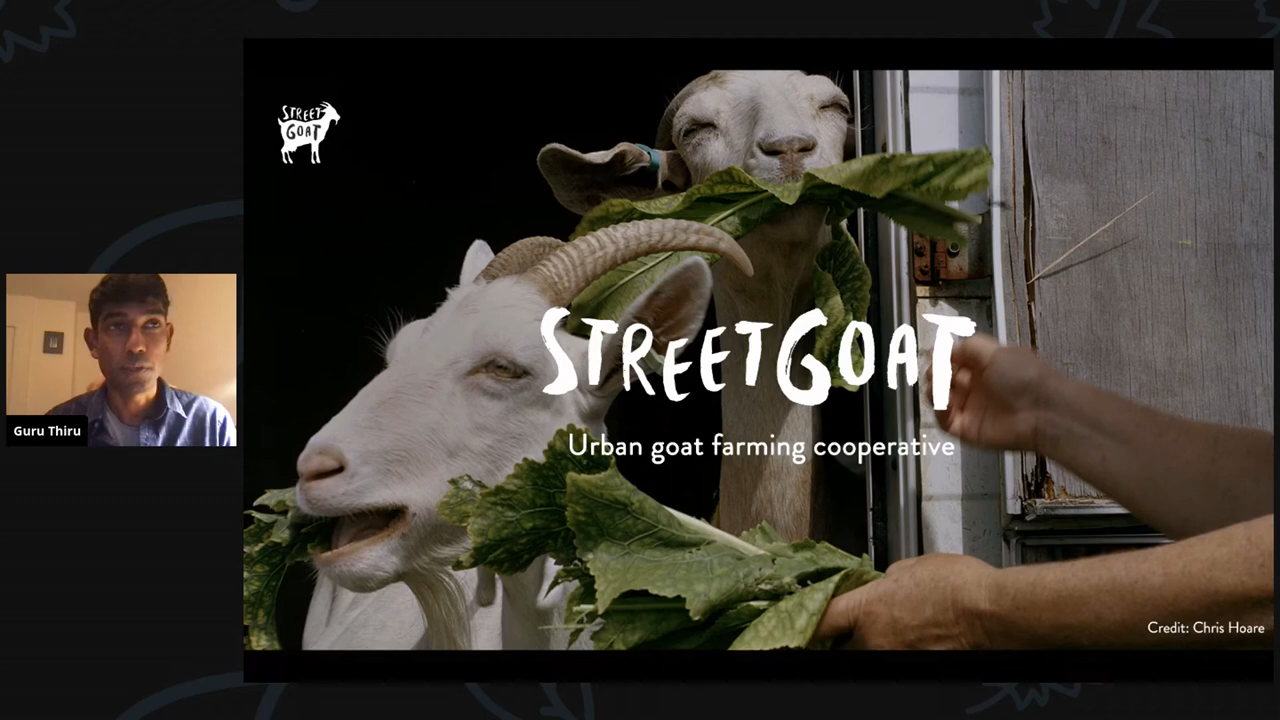 STREET
GOAT
STREETGOAT
Urban goat farming cooperative
Guru Thiru
Credit: Chris Hoare